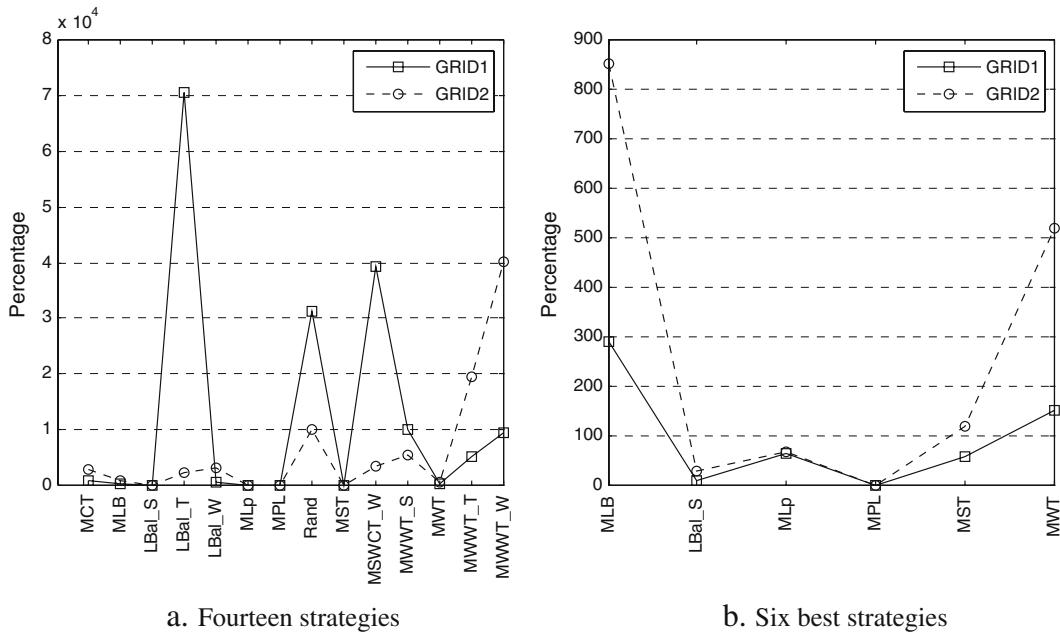 x 10⁴
8
7
6
5
4
3
2
1
0
Percentage
GRID1
GRID2
MCT
MLB
LBal_S
LBal_T
LBal_W
MLp
MPL
Rand
MST
MSWCT_W
MWWT_S
MWT
MWWT_T
MWWT_W
a. Fourteen strategies
900
800
700
600
500
400
300
200
100
0
Percentage
GRID1
GRID2
MLB
LBal_S
MLp
MPL
MST
MWT
b. Six best strategies